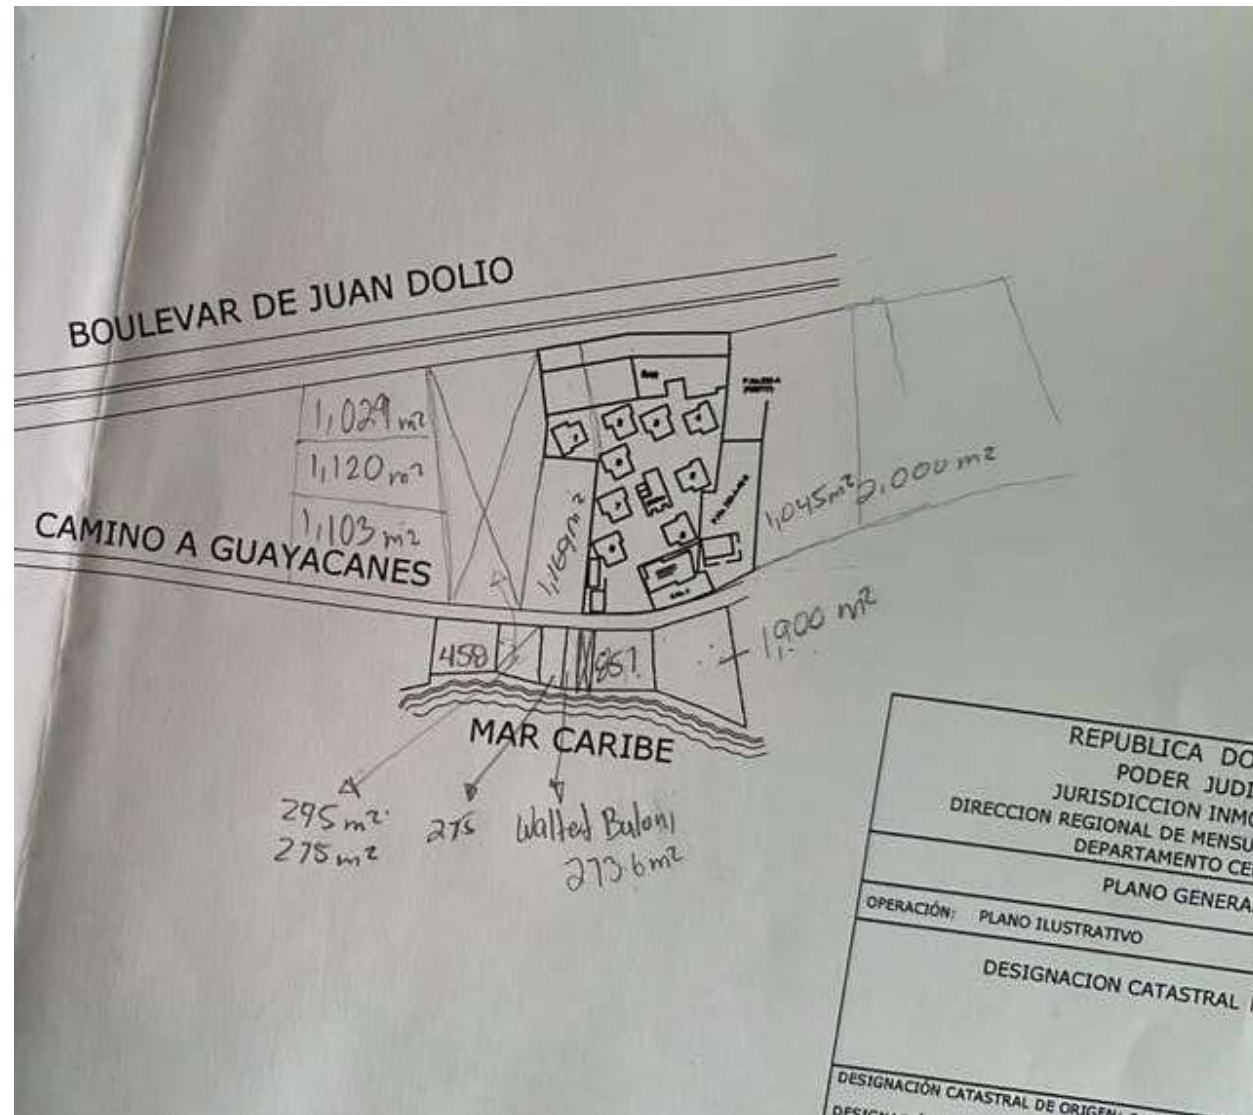 BOULEVAR DE JUAN DOLIO
1,029 m²
1,120 m²
1,103 m²
CAMINO A GUAYACANES
1,169 m²
1,045 m²
2,000 m²
1,900 m²
458
857
MAR CARIBE
295 m²
275 m²
275
273.6 m²
REPUBLICA DO
PODER JUDI
JURISDICCION INMO
DIRECCION REGIONAL DE MENSU
DEPARTAMENTO CE
PLANO GENERA
OPERACIÓN: PLANO ILUSTRATIVO
DESIGNACION CATASTRAL
DESIGNACIÓN CATASTRAL DE ORIGEN: